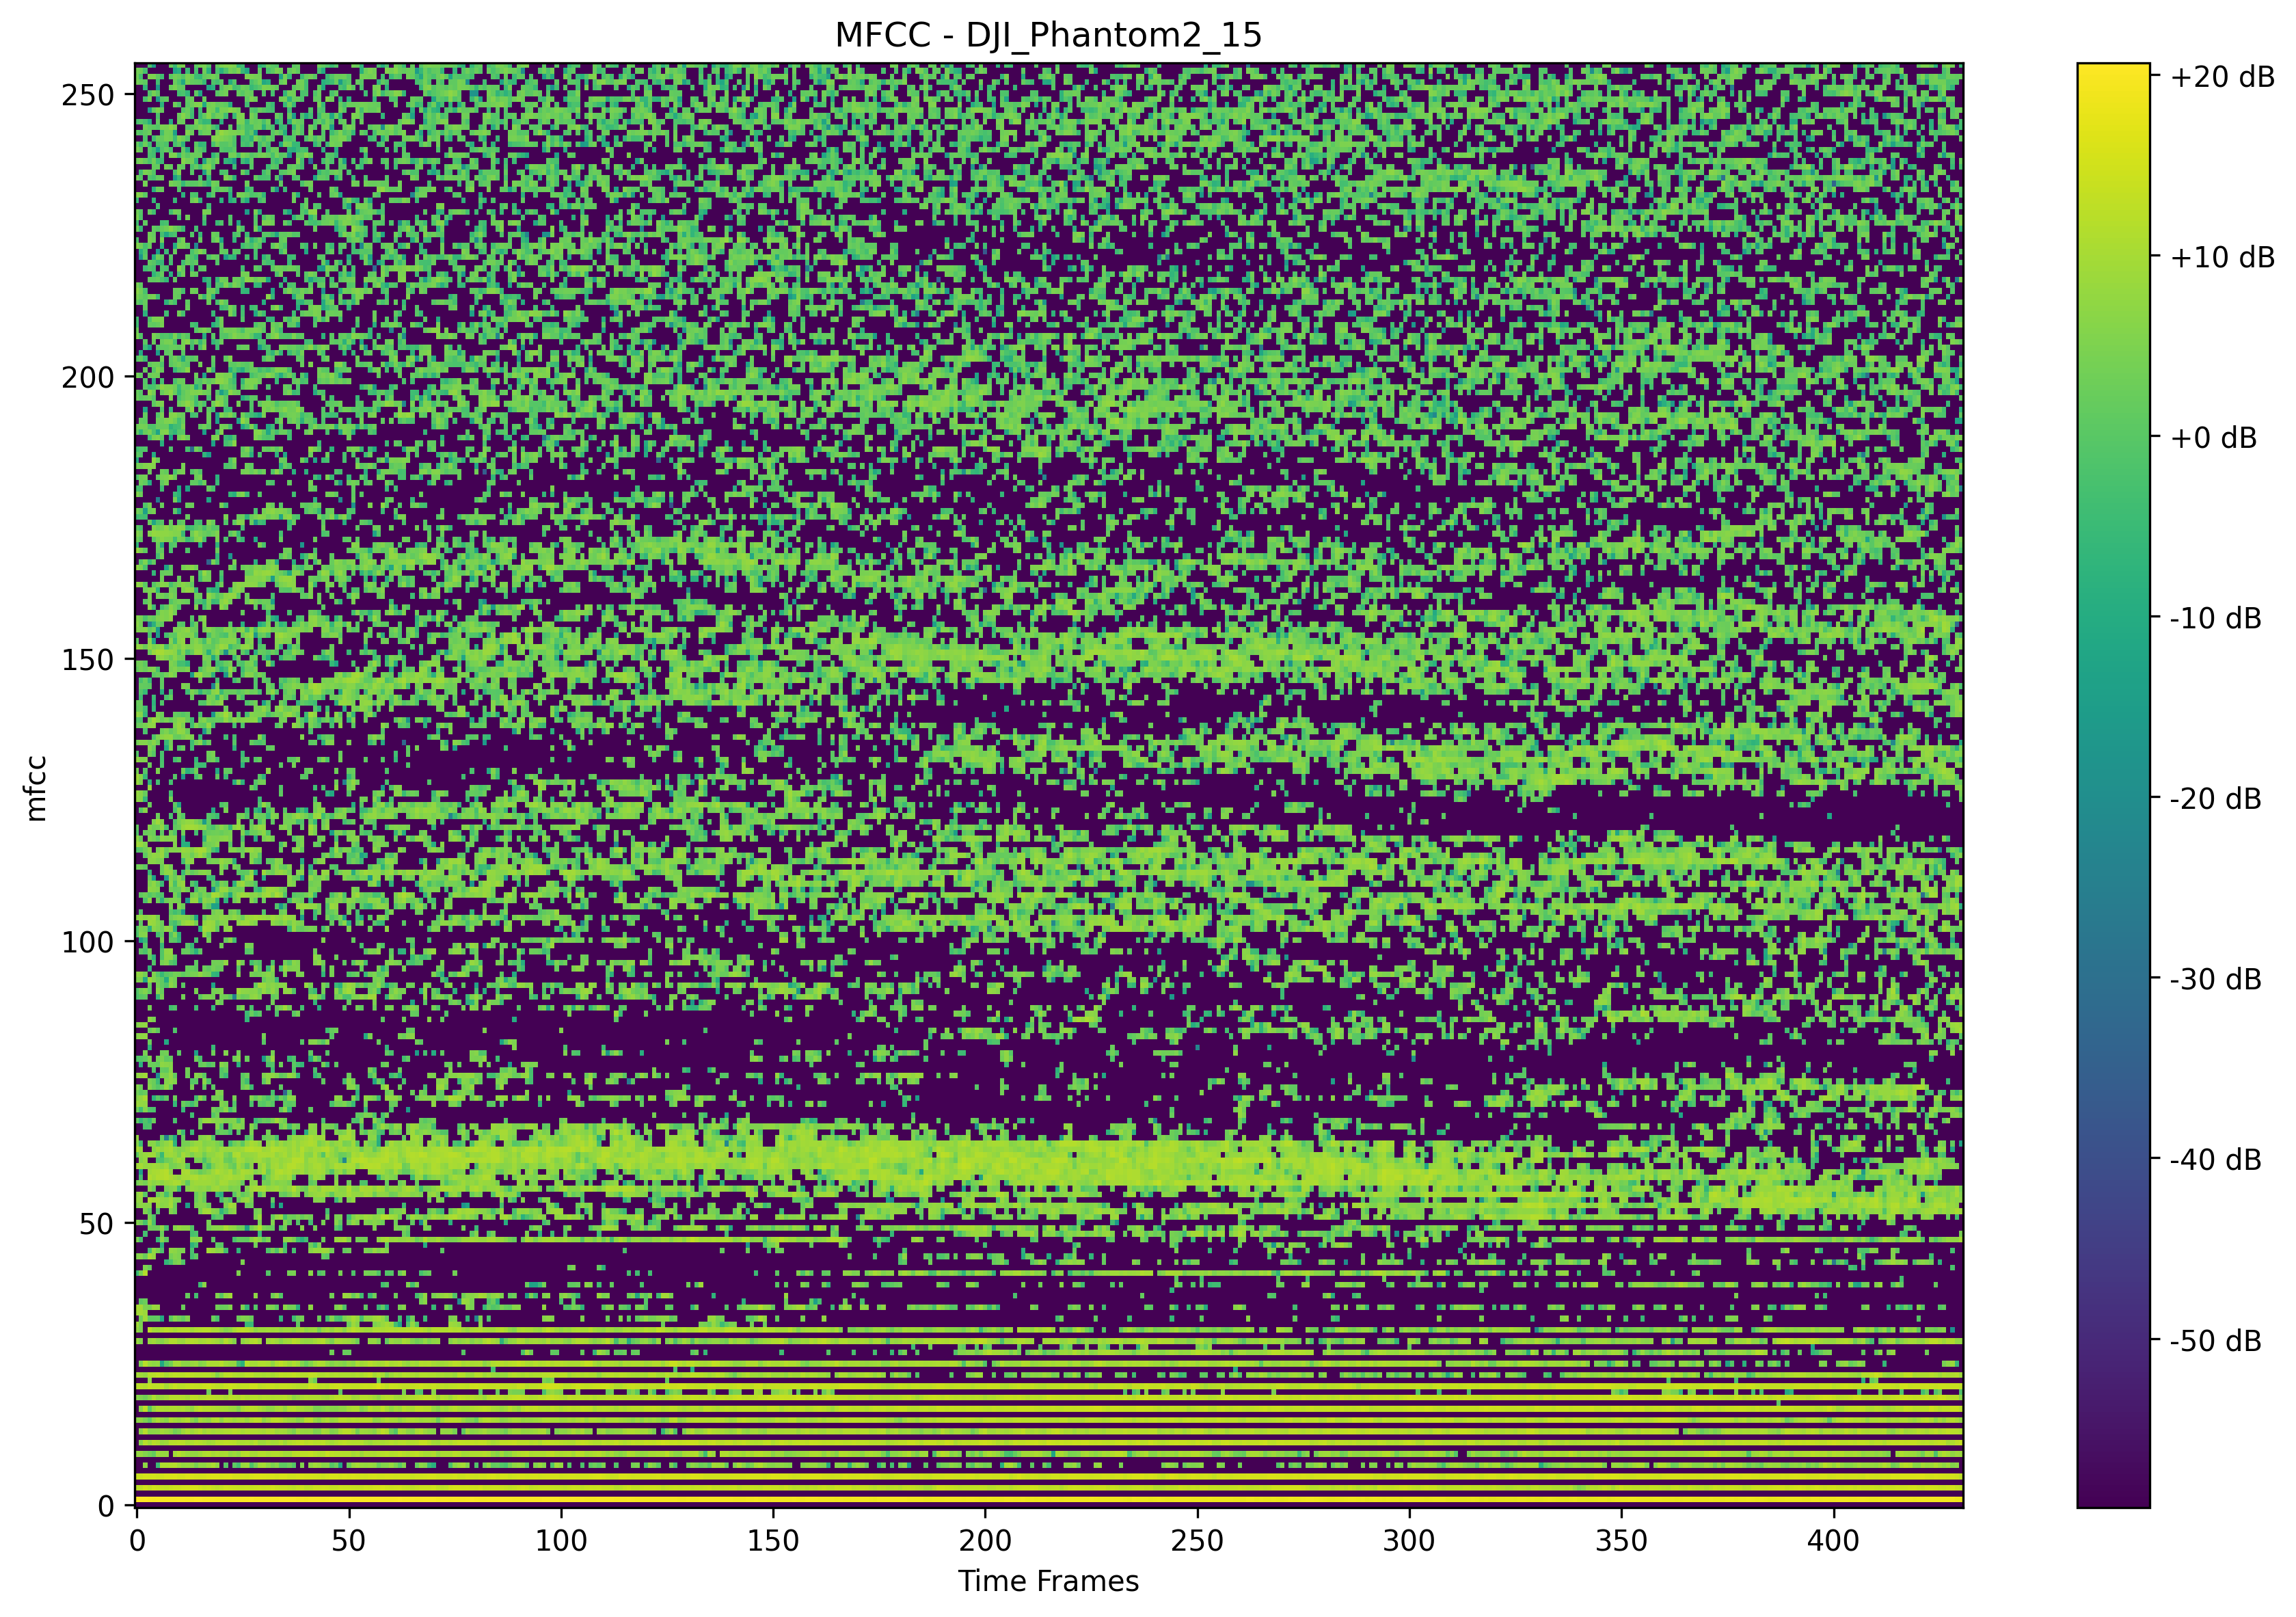 MFCC - DJI_Phantom2_15
250
200
150
100
50
0
mfcc
0 50 100 150 200 250 300 350 400
Time Frames
+20 dB
+10 dB
+0 dB
-10 dB
-20 dB
-30 dB
-40 dB
-50 dB